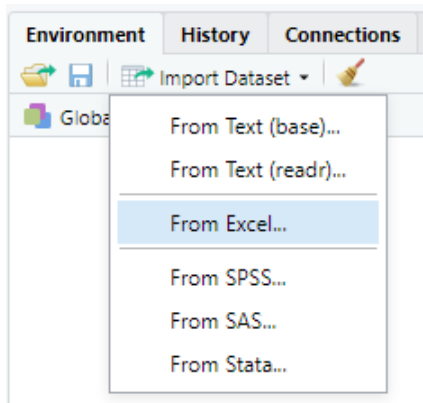 Environment History Connections
Import Dataset
Globa
From Text (base)...
From Text (readr)...
From Excel...
From SPSS...
From SAS...
From Stata...